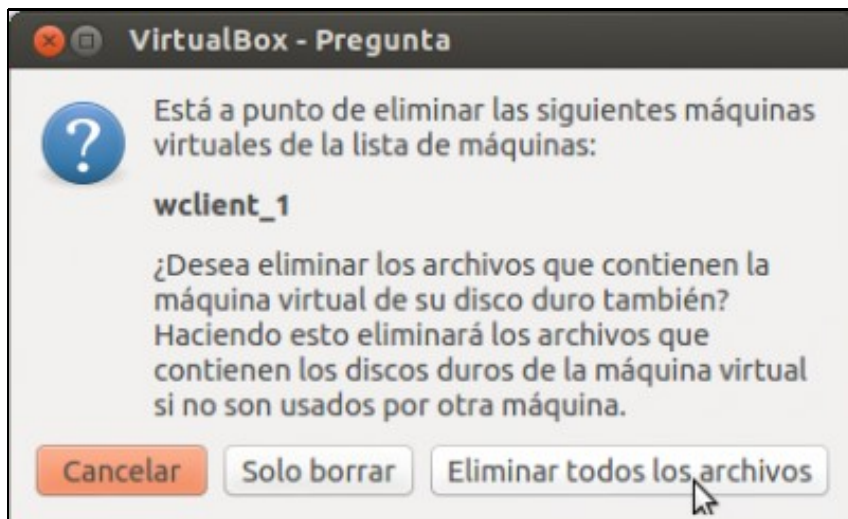 VirtualBox - Pregunta
Está a punto de eliminar las siguientes máquinas
virtuales de la lista de máquinas:
wclient_1
¿Desea eliminar los archivos que contienen la
máquina virtual de su disco duro también?
Haciendo esto eliminará los archivos que
contienen los discos duros de la máquina virtual
si no son usados por otra máquina.
Cancelar Solo borrar Eliminar todos los archivos